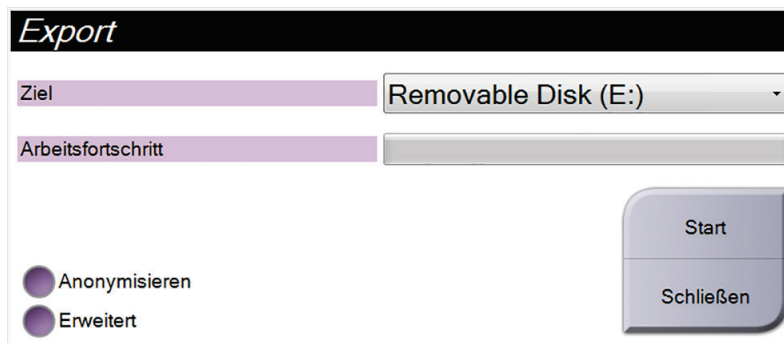 Export
Ziel
Removable Disk (E:)
Arbeitsfortschritt
Start
Anonymisieren
Schließen
Erweitert